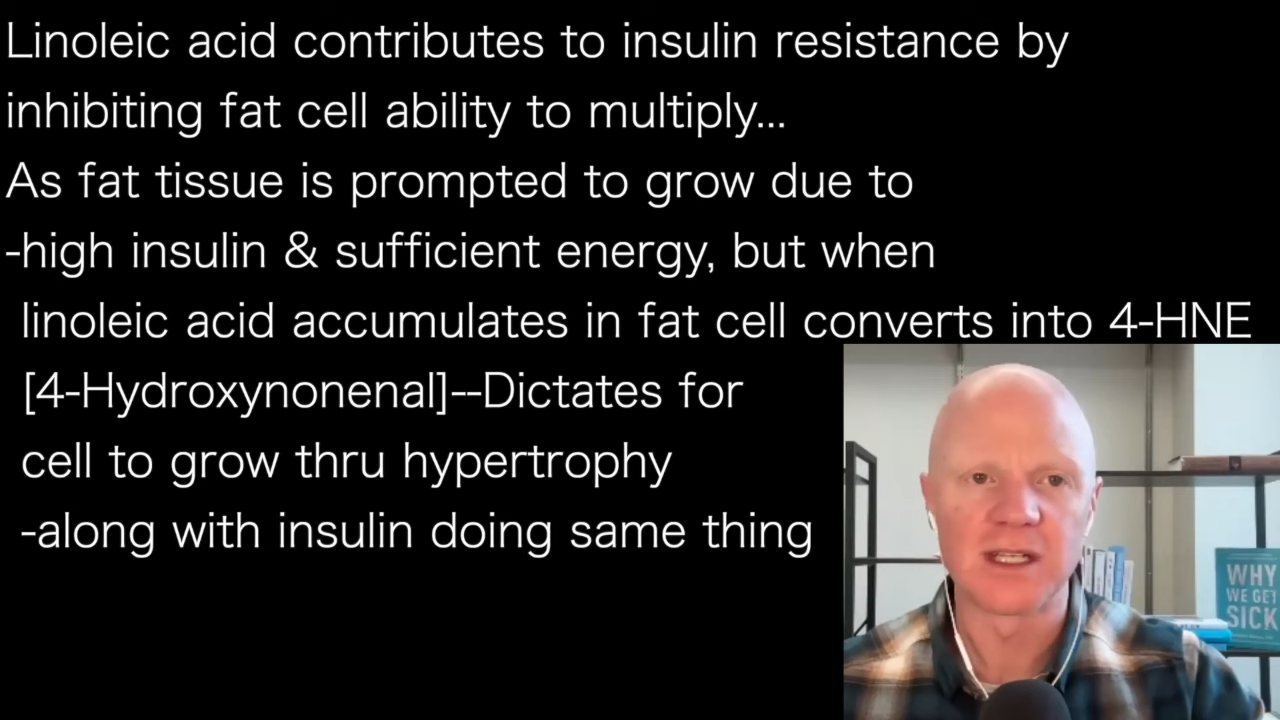 Linoleic acid contributes to insulin resistance by
inhibiting fat cell ability to multiply...
As fat tissue is prompted to grow due to
-high insulin & sufficient energy, but when
linoleic acid accumulates in fat cell converts into 4-HNE
[4-Hydroxynonenal]--Dictates for
cell to grow thru hypertrophy
-along with insulin doing same thing
WHY
WE GET
SICK